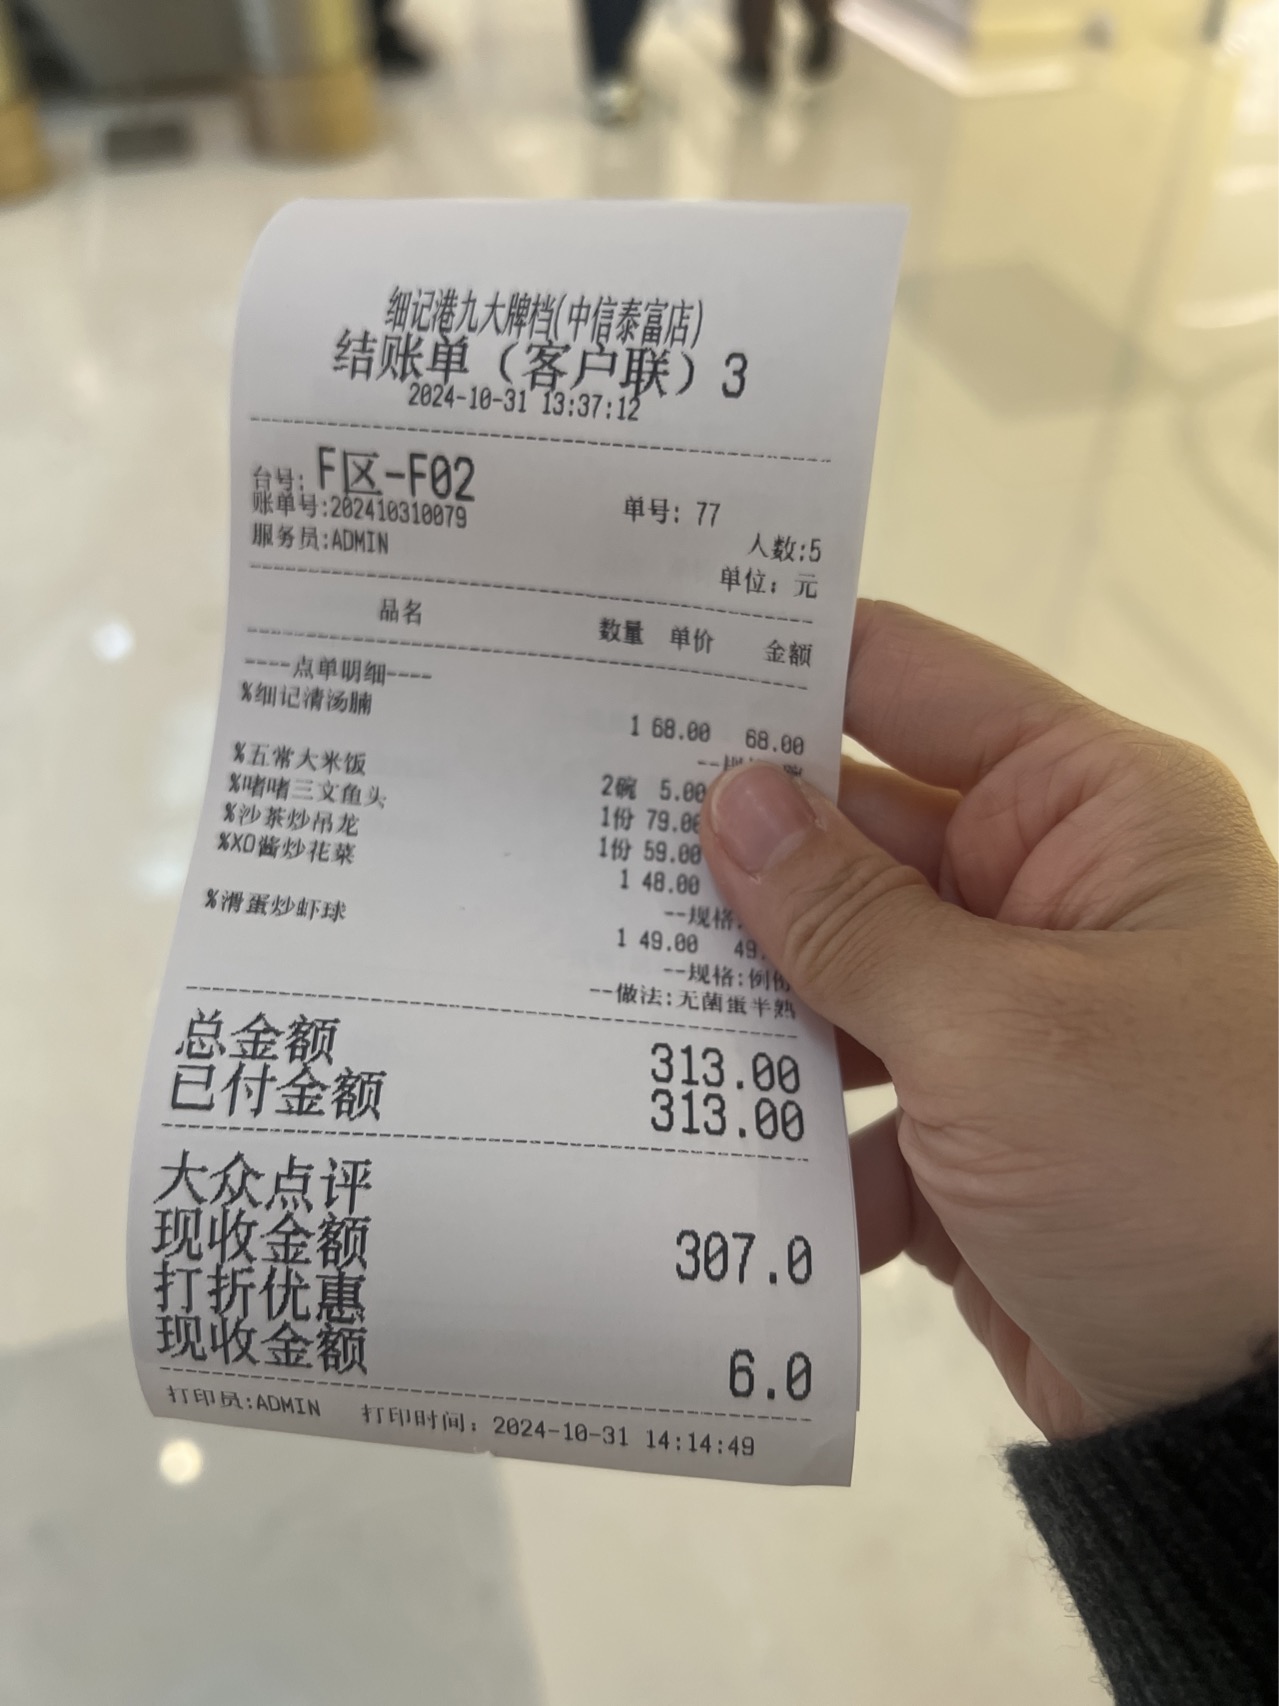 细记港九大牌档(中信泰富店)
结账单（客户联）3
2024-10-31 13:37:12
台号: F区-F02 单号: 77
账单号:202410310079 人数:5
服务员:ADMIN 单位: 元
品名 数量 单价 金额
----点单明细----
%细记清汤腩
1 68.00 68.00
%五常大米饭 2碗 5.00
%啫啫三文鱼头 1份 79.00
%沙茶炒吊龙 1份 59.00
%XO酱炒花菜 1 48.00
--规格:
%滑蛋炒虾球 1 49.00 49.
--规格:例份
--做法:无菌蛋半熟
总金额 313.00
已付金额 313.00
大众点评
现收金额 307.0
打折优惠
现收金额 6.0
打印员:ADMIN 打印时间: 2024-10-31 14:14:49